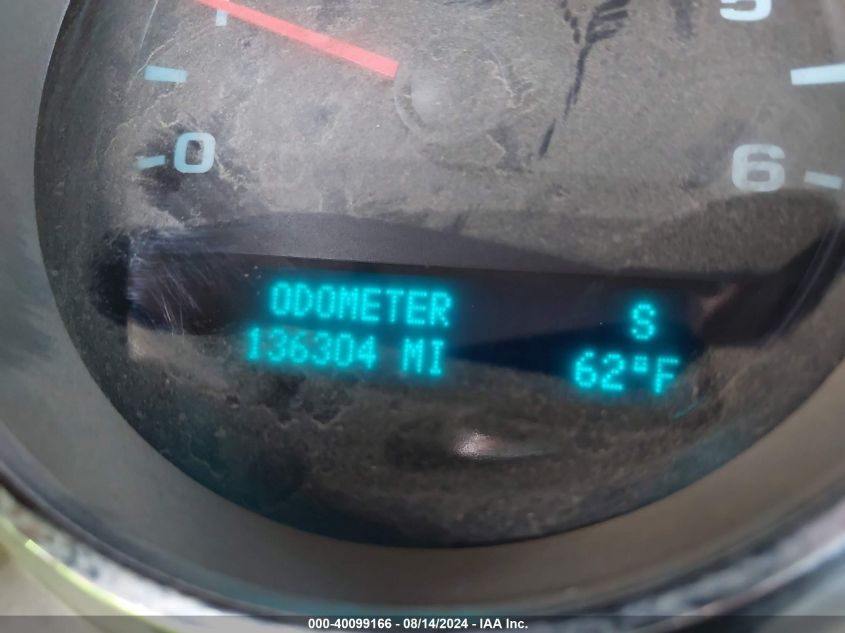 5
0
6
ODOMETER S
136304 MI 62°F
000-40099166 - 08/14/2024 - IAA Inc.